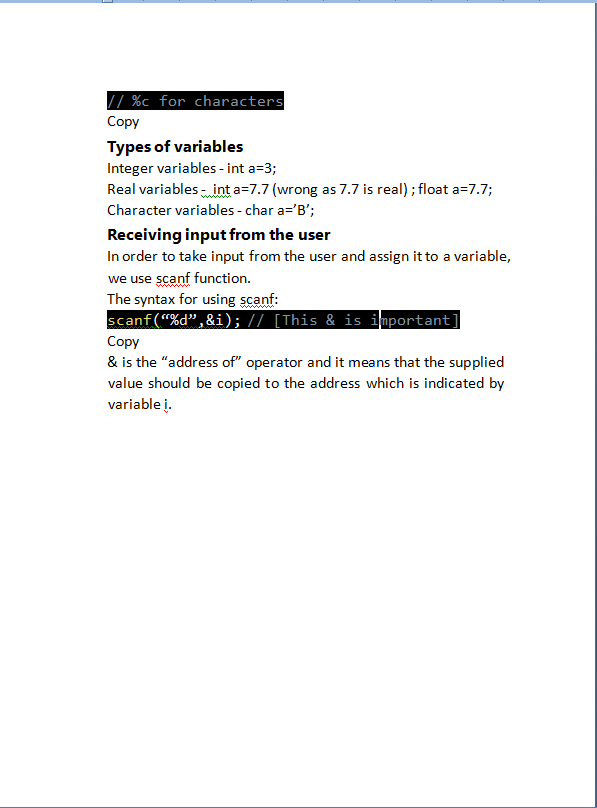 // %c for characters
Copy
Types of variables
Integer variables - int a=3;
Real variables - int a=7.7 (wrong as 7.7 is real) ; float a=7.7;
Character variables - char a=’B’;
Receiving input from the user
In order to take input from the user and assign it to a variable,
we use scanf function.
The syntax for using scanf:
scanf(“%d”,&i); // [This & is important]
Copy
& is the “address of” operator and it means that the supplied
value should be copied to the address which is indicated by
variable i.